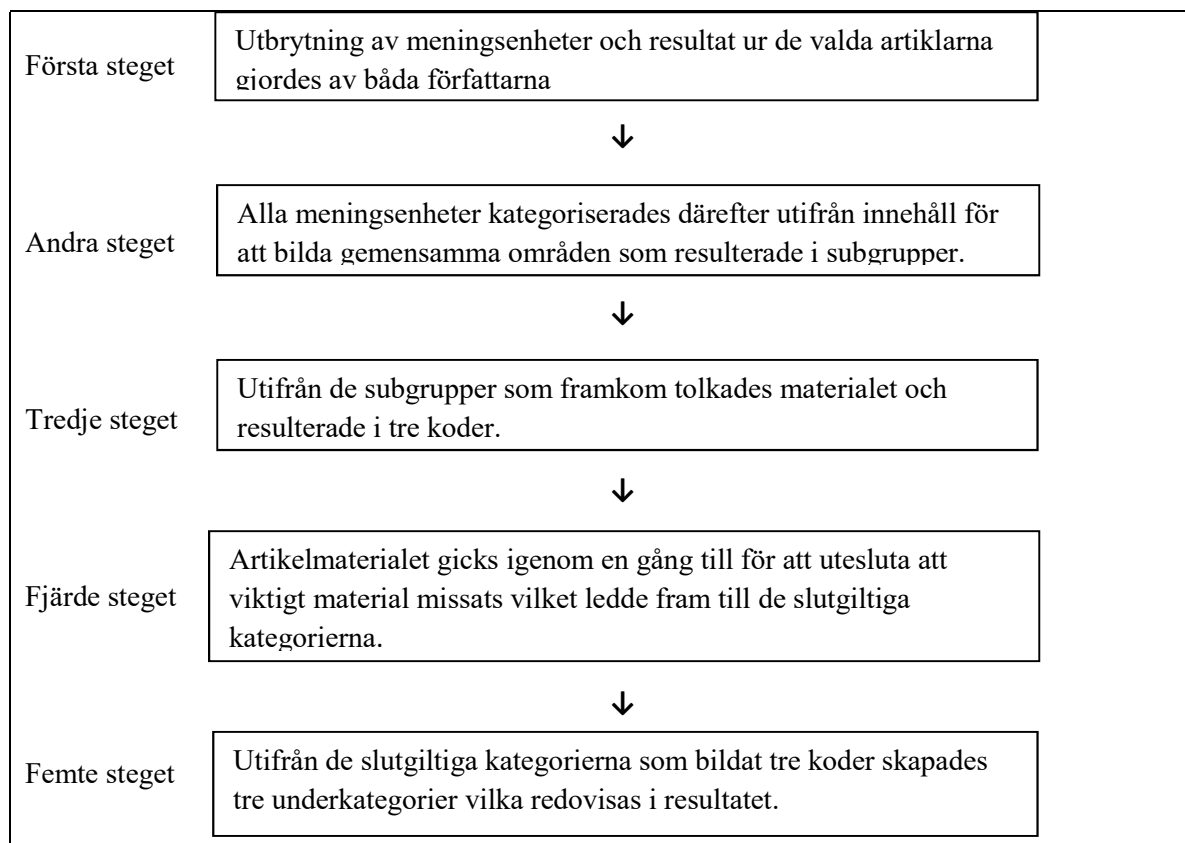 Första steget
Utbrytning av meningsenheter och resultat ur de valda artiklarna
gjordes av båda författarna
↓
Andra steget
Alla meningsenheter kategoriserades därefter utifrån innehåll för
att bilda gemensamma områden som resulterade i subgrupper.
↓
Tredje steget
Utifrån de subgrupper som framkom tolkades materialet och
resulterade i tre koder.
↓
Fjärde steget
Artikelmaterialet gicks igenom en gång till för att utesluta att
viktigt material missats vilket ledde fram till de slutgiltiga
kategorierna.
↓
Femte steget
Utifrån de slutgiltiga kategorierna som bildat tre koder skapades
tre underkategorier vilka redovisas i resultatet.